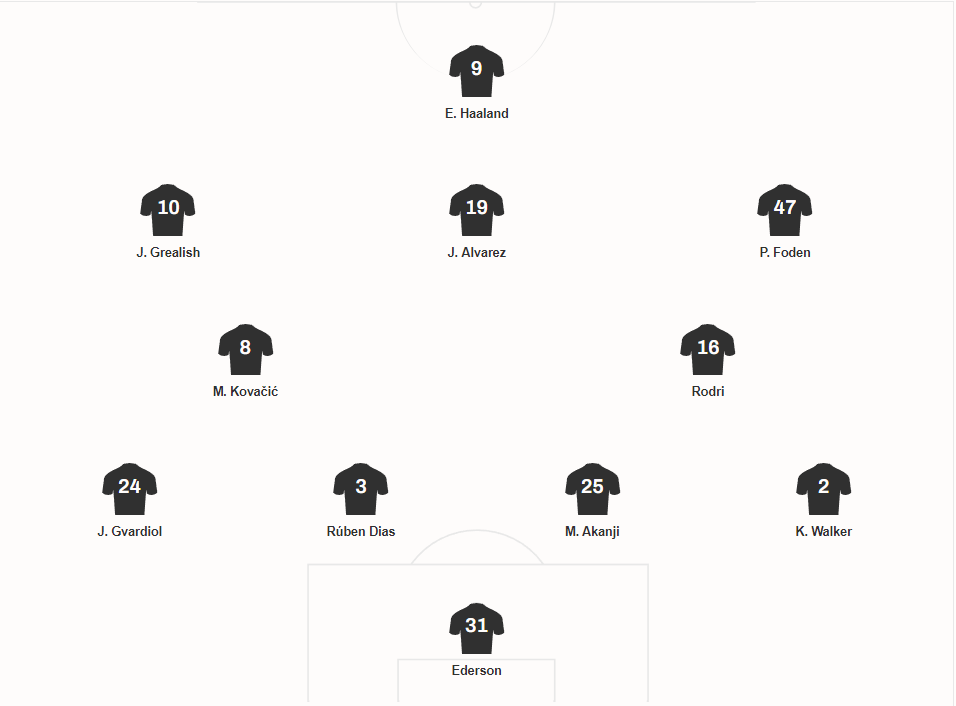 9
E. Haaland
10
J. Grealish
19
J. Alvarez
47
P. Foden
8
M. Kovačić
16
Rodri
24
J. Gvardiol
3
Rúben Dias
25
M. Akanji
2
K. Walker
31
Ederson